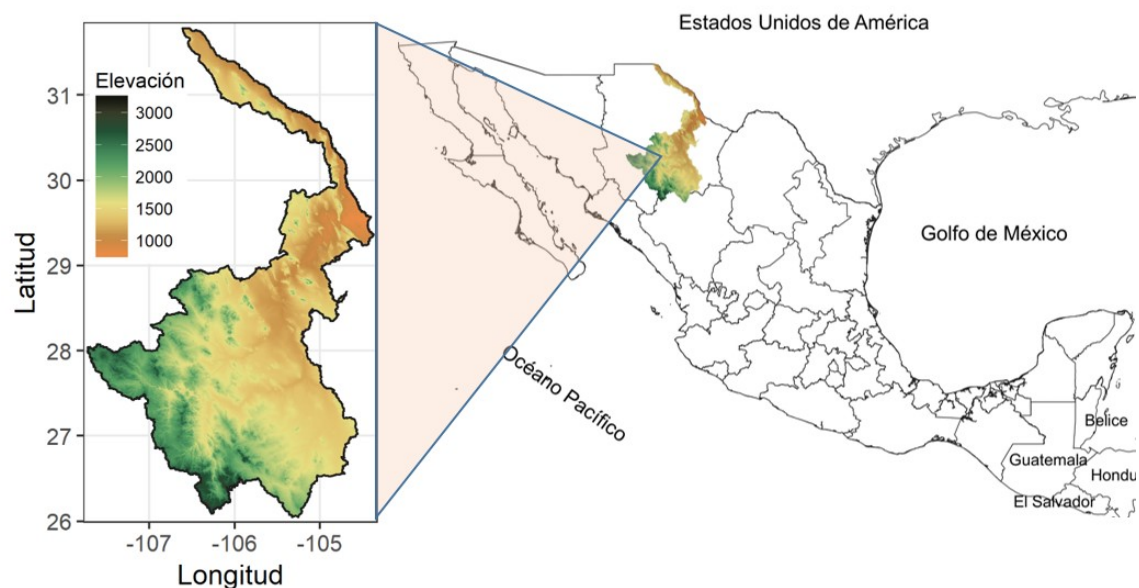 Estados Unidos de América
Elevación
3000
2500
2000
1500
1000
31
30
29
28
27
26
Latitud
-107
-106
-105
Longitud
Golfo de México
Océano Pacífico
Belice
Guatemala
Hondu
El Salvador